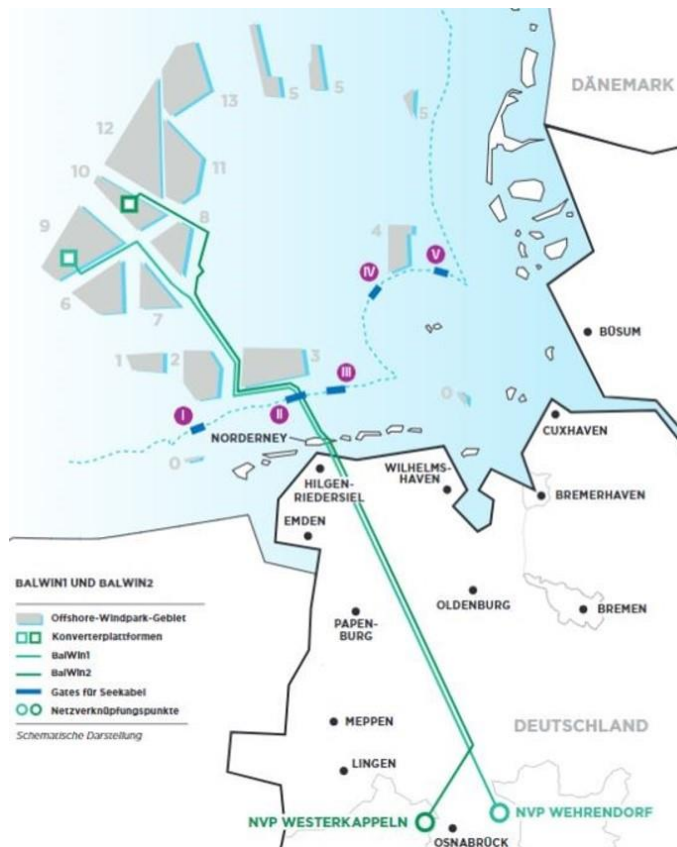 DÄNEMARK
13
5
5
5
12
11
10
9
8
4
6
7
V
IV
BÜSUM
1
2
3
III
0
I
II
NORDERNEY
CUXHAVEN
0
HILGEN-
RIEDERSIEL
WILHELMS-
HAVEN
BREMERHAVEN
EMDEN
BALWIN1 UND BALWIN2
Offshore-Windpark-Gebiet
Konverterplattformen
BalWin1
BalWin2
Gates für Seekabel
Netzverknüpfungspunkte
Schematische Darstellung
OLDENBURG
BREMEN
PAPEN-
BURG
MEPPEN
DEUTSCHLAND
LINGEN
NVP WESTERKAPPELN
NVP WEHRENDORF
OSNABRÜCK